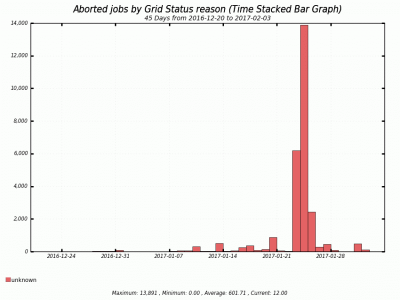 Aborted jobs by Grid Status reason (Time Stacked Bar Graph)
45 Days from 2016-12-20 to 2017-02-03
14,000
12,000
10,000
8,000
6,000
4,000
2,000
0
2016-12-24 2016-12-31 2017-01-07 2017-01-14 2017-01-21 2017-01-28
unknown
Maximum: 13,891 , Minimum: 0.00 , Average: 601.71 , Current: 12.00